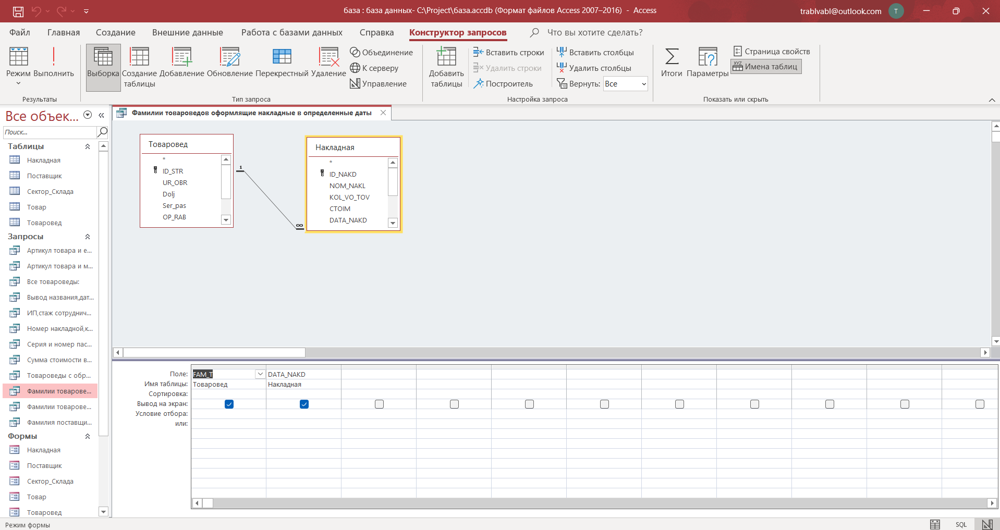 база : база данных- C:\Project\база.accdb (Формат файлов Access 2007–2016)  -  Access
trablvabl@outlook.com
T
Файл
Главная
Создание
Внешние данные
Работа с базами данных
Справка
Конструктор запросов
Что вы хотите сделать?
Режим
Выполнить
Результаты
Выборка
Создание таблицы
Добавление
Обновление
Перекрестный
Удаление
Объединение
К серверу
Управление
Тип запроса
Добавить таблицы
Вставить строки
Удалить строки
Построитель
Вставить столбцы
Удалить столбцы
Вернуть: Все
Настройка запроса
Итоги
Параметры
Страница свойств
Имена таблиц
Показать или скрыть
Все объек...
Поиск...
Таблицы
Накладная
Поставщик
Сектор_Склада
Товар
Товаровед
Запросы
Артикул товара и е...
Артикул товара и м...
Все товароведы:
Вывод названия,дат...
ИП,стаж сотруднич...
Номер накладной,к...
Серия и номер пас...
Сумма стоимости в...
Товароведы с обр...
Фамилии товарове...
Фамилии товарове...
Фамилия поставщи...
Формы
Накладная
Поставщик
Сектор_Склада
Товар
Товаровед
Фамилии товароведов оформлящие накладные в определенные даты
Товаровед
*
ID_STR
UR_OBR
Dolj
Ser_pas
OP_RAB
1
∞
Накладная
*
ID_NAKD
NOM_NAKL
KOL_VO_TOV
CTOIM
DATA_NAKD
Поле: FAM_T DATA_NAKD
Имя таблицы: Товаровед Накладная
Сортировка:
Вывод на экран:
Условие отбора:
или:
Режим формы
SQL